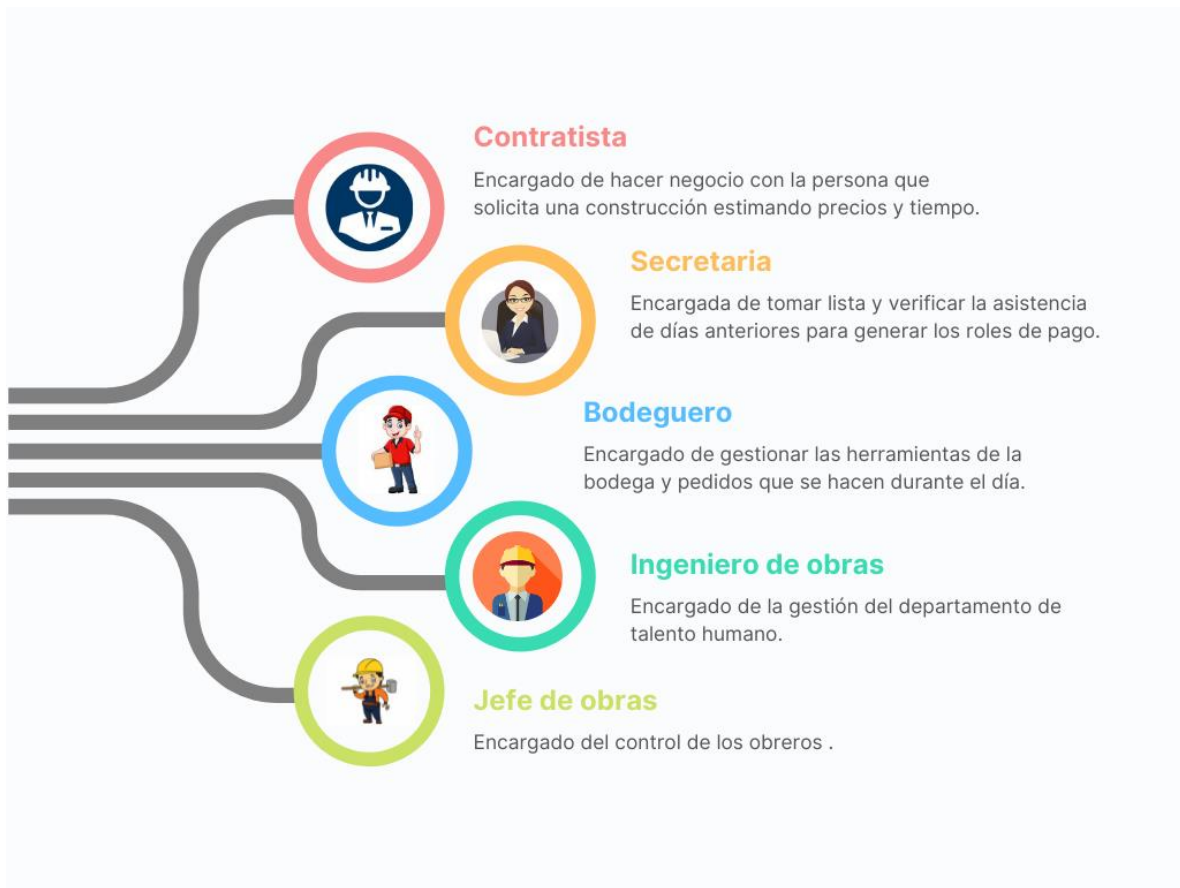 Contratista
Encargado de hacer negocio con la persona que
solicita una construcción estimando precios y tiempo.
Secretaria
Encargada de tomar lista y verificar la asistencia
de días anteriores para generar los roles de pago.
Bodeguero
Encargado de gestionar las herramientas de la
bodega y pedidos que se hacen durante el día.
Ingeniero de obras
Encargado de la gestión del departamento de
talento humano.
Jefe de obras
Encargado del control de los obreros .